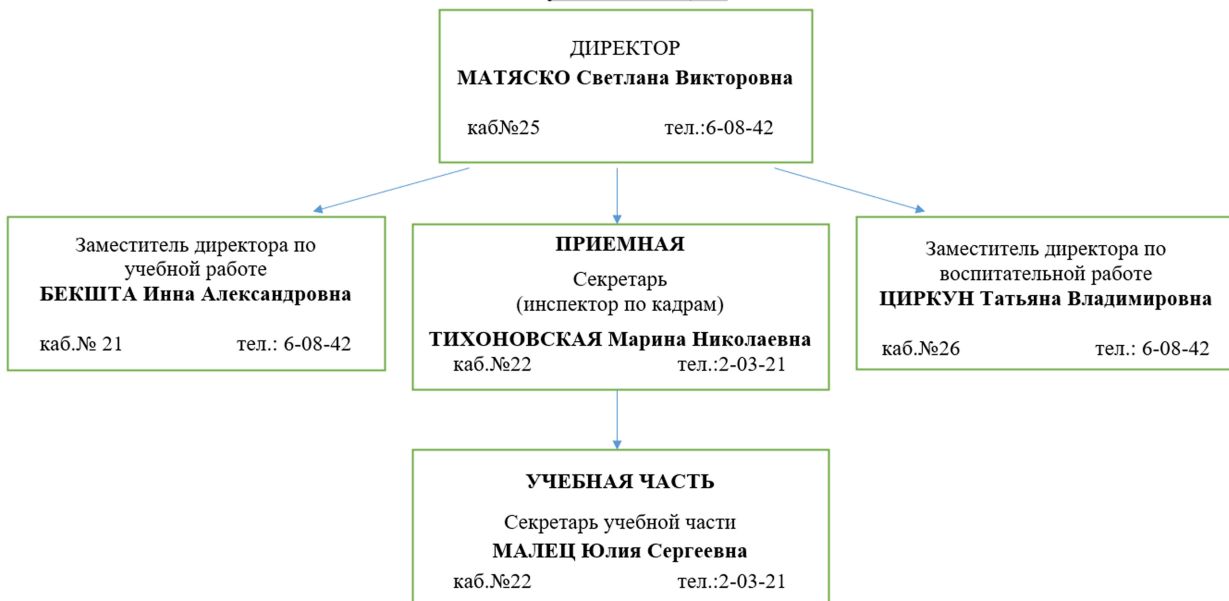 ДИРЕКТОР
МАТЯСКО Светлана Викторовна
каб№25 тел.:6-08-42
Заместитель директора по
учебной работе
БЕКШТА Инна Александровна
каб.№ 21 тел.: 6-08-42
ПРИЕМНАЯ
Секретарь
(инспектор по кадрам)
ТИХОНОВСКАЯ Марина Николаевна
каб.№22 тел.:2-03-21
Заместитель директора по
воспитательной работе
ЦИРКУН Татьяна Владимировна
каб.№26 тел.: 6-08-42
УЧЕБНАЯ ЧАСТЬ
Секретарь учебной части
МАЛЕЦ Юлия Сергеевна
каб.№22 тел.:2-03-21